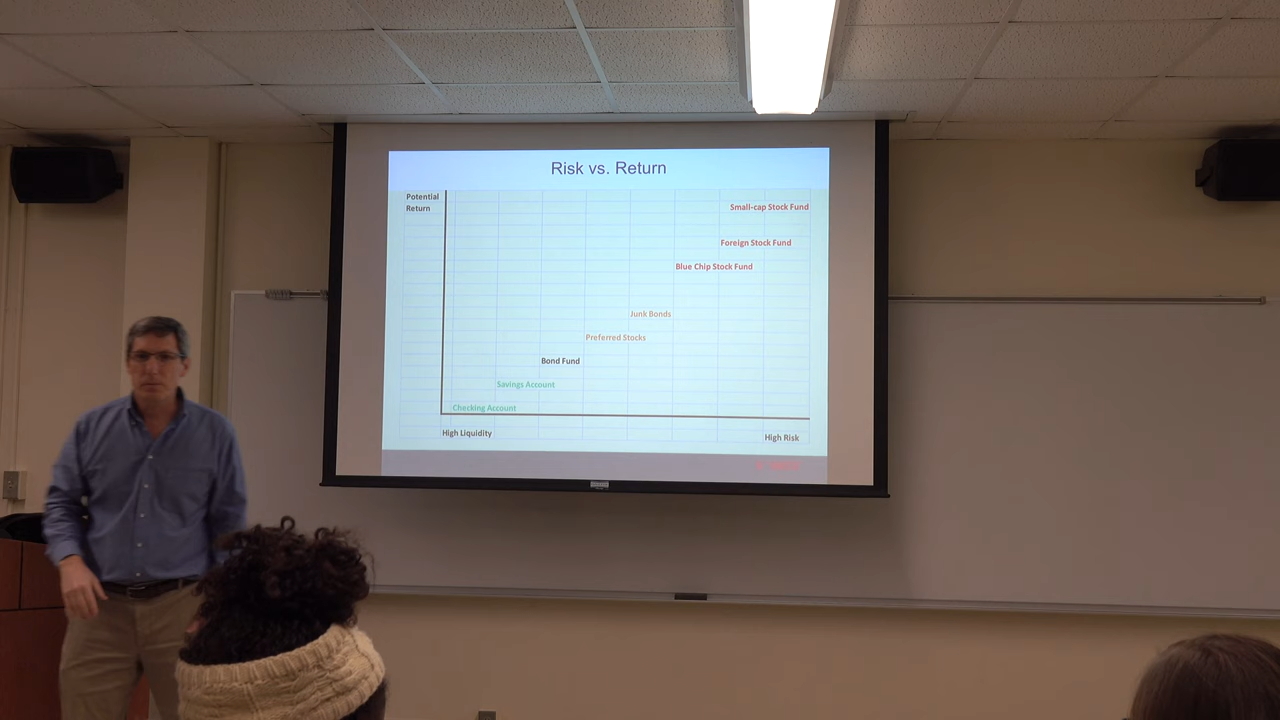 Risk vs. Return
Potential
Return
Small-cap Stock Fund
Foreign Stock Fund
Blue Chip Stock Fund
Junk Bonds
Preferred Stocks
Bond Fund
Savings Account
Checking Account
High Liquidity
High Risk